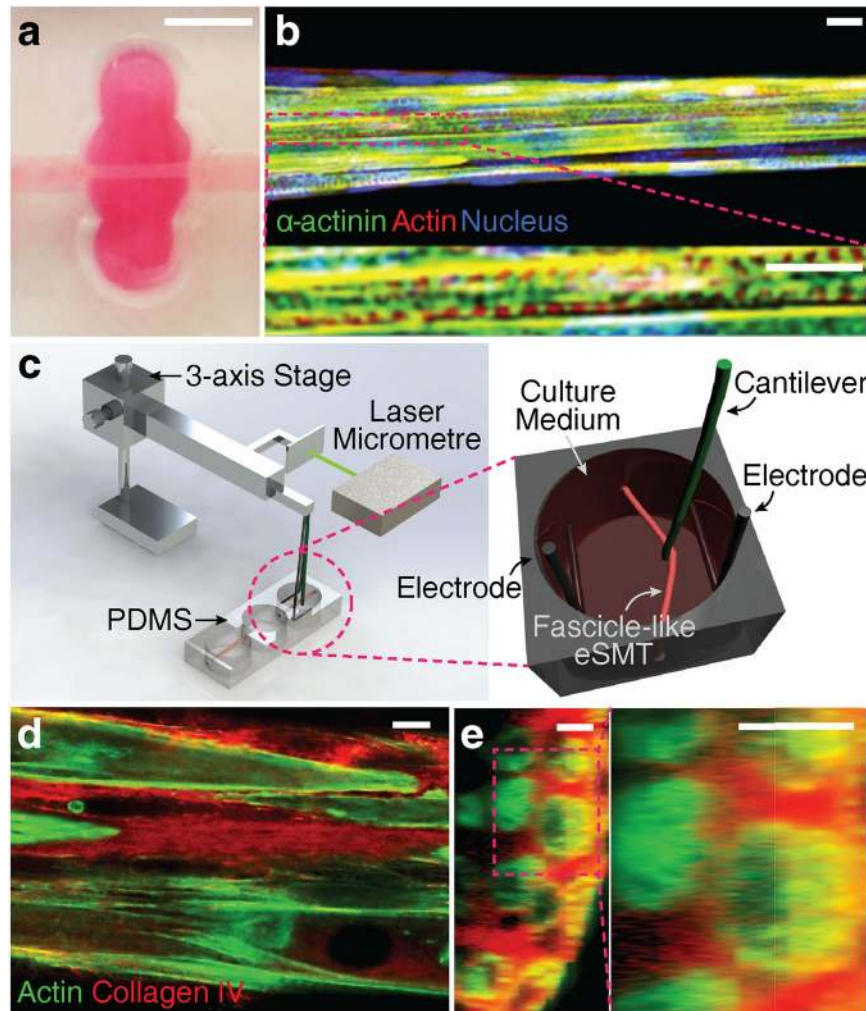 a
b
α-actinin Actin Nucleus
c
3-axis Stage
Laser
Micrometre
PDMS
Culture
Medium
Cantilever
Electrode
Electrode
Fascicle-like
eSMT
d
Actin Collagen IV
e